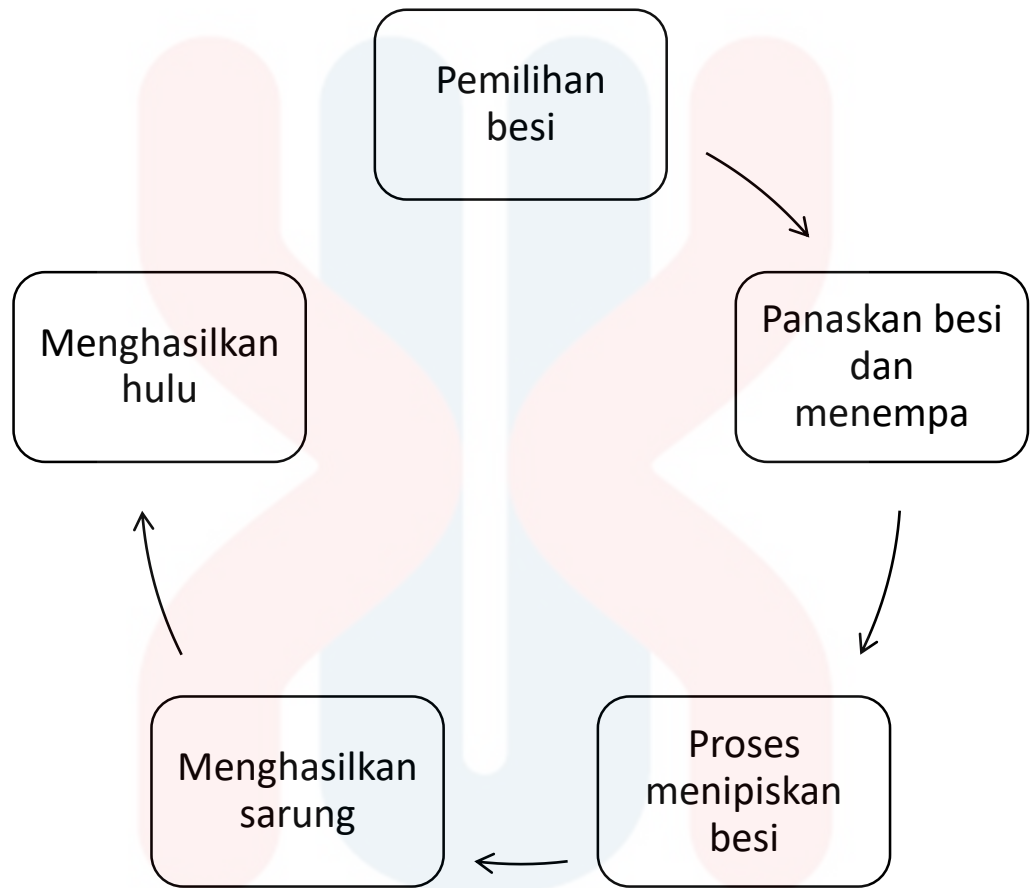 Pemilihan
besi
Panaskan besi
dan
menempa
Proses
menipiskan
besi
Menghasilkan
sarung
Menghasilkan
hulu